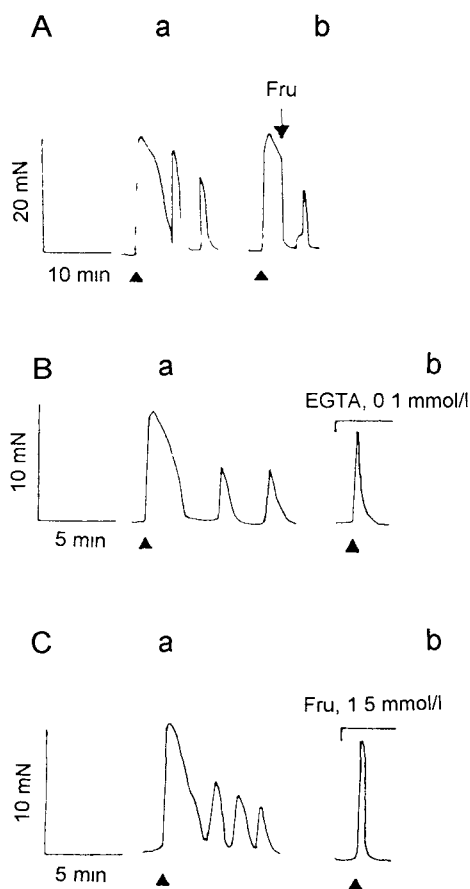 A a b
Fru
20 mN
10 min
B a b
EGTA, 0 1 mmol/l
10 mN
5 min
C a b
Fru, 1 5 mmol/l
10 mN
5 min